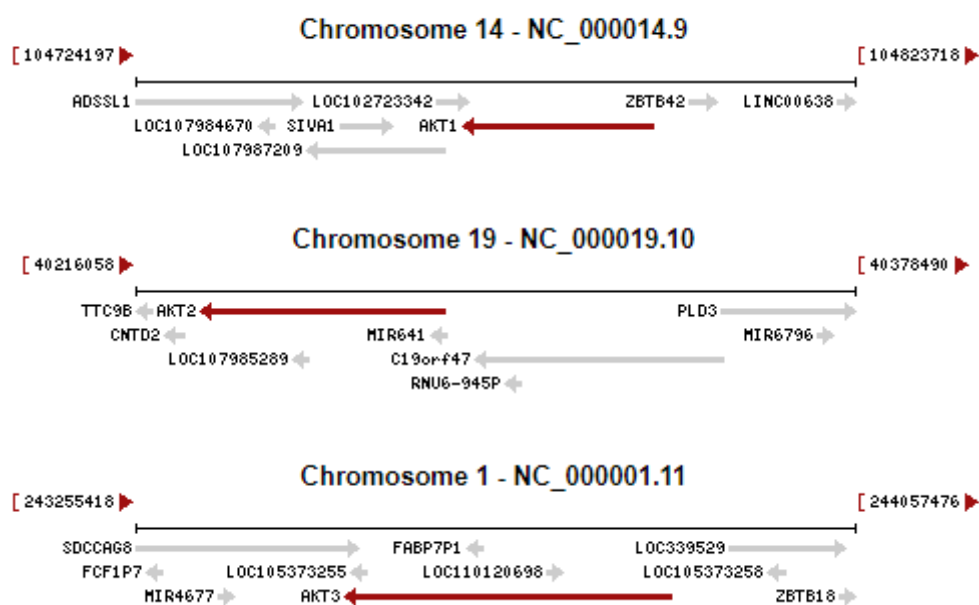 Chromosome 14 - NC_000014.9
[ 104724197 [ 104823718
ADSSL1 LOC102723342 ZBTB42 LINC00638
LOC107984670 SIVA1 AKT1
LOC107987209
Chromosome 19 - NC_000019.10
[ 40216058 [ 40378490
TTC9B AKT2 PLD3
CNTD2 MIR641 MIR6796
LOC107985289 C19orf47
RNU6-945P
Chromosome 1 - NC_000001.11
[ 243255418 [ 244057476
SDCCAG8 FABP7P1 LOC339529
FCF1P7 LOC105373255 LOC110120698 LOC105373258
MIR4677 AKT3 ZBTB18